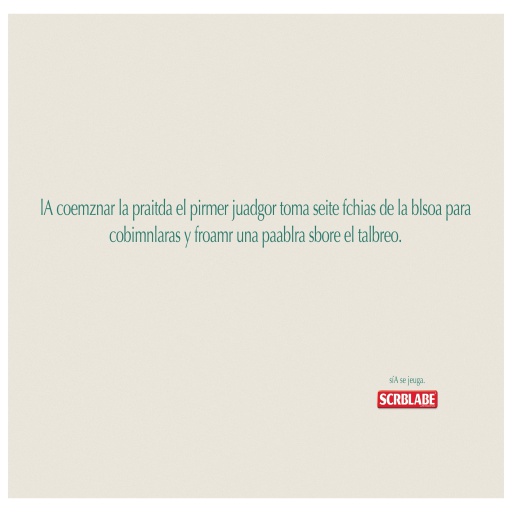 lA coemznar la praitda el pirmer juadgor toma seite fchias de la blsoa para
cobimnlaras y froamr una paablra sbore el talbreo.
síA se jeuga.
SCRBLABE